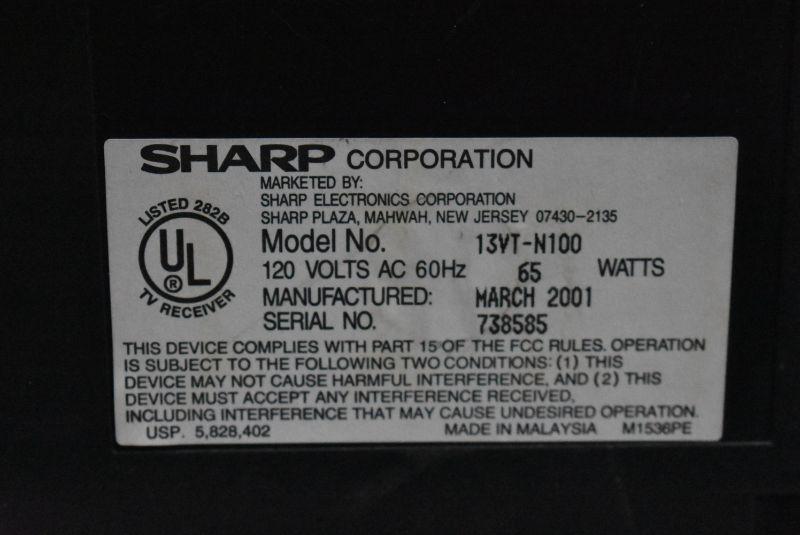 SHARP CORPORATION
MARKETED BY:
SHARP ELECTRONICS CORPORATION
SHARP PLAZA, MAHWAH, NEW JERSEY 07430-2135
LISTED 282B
UL
®
TV RECEIVER
Model No. 13VT-N100
120 VOLTS AC 60Hz 65 WATTS
MANUFACTURED: MARCH 2001
SERIAL NO. 738585
THIS DEVICE COMPLIES WITH PART 15 OF THE FCC RULES. OPERATION
IS SUBJECT TO THE FOLLOWING TWO CONDITIONS: (1) THIS
DEVICE MAY NOT CAUSE HARMFUL INTERFERENCE, AND (2) THIS
DEVICE MUST ACCEPT ANY INTERFERENCE RECEIVED,
INCLUDING INTERFERENCE THAT MAY CAUSE UNDESIRED OPERATION.
USP. 5,828,402 MADE IN MALAYSIA M1536PE